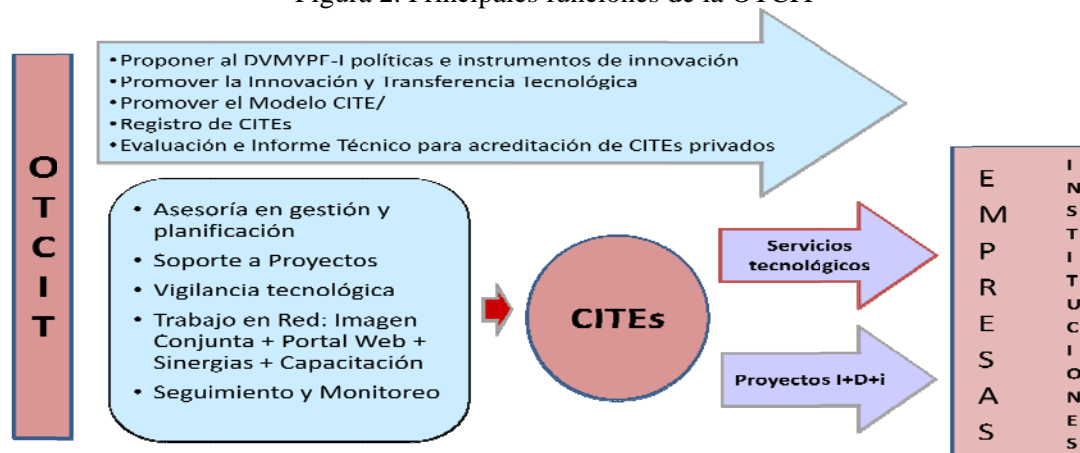 Figura 2. Principales funciones de la OTCIT
•Proponer al DVMYPE-I políticas e instrumentos de innovación
•Promover la Innovación y Transferencia Tecnológica
•Promover el Modelo CITE/
•Registro de CITEs
•Evaluación e Informe Técnico para acreditación de CITEs privados
OTCIT
• Asesoría en gestión y
planificación
• Soporte a Proyectos
• Vigilancia tecnológica
• Trabajo en Red: Imagen
Conjunta + Portal Web +
Sinergias + Capacitación
• Seguimiento y Monitoreo
CITEs
Servicios
tecnológicos
Proyectos I+D+i
EMPRESAS
INSTITUCIONES